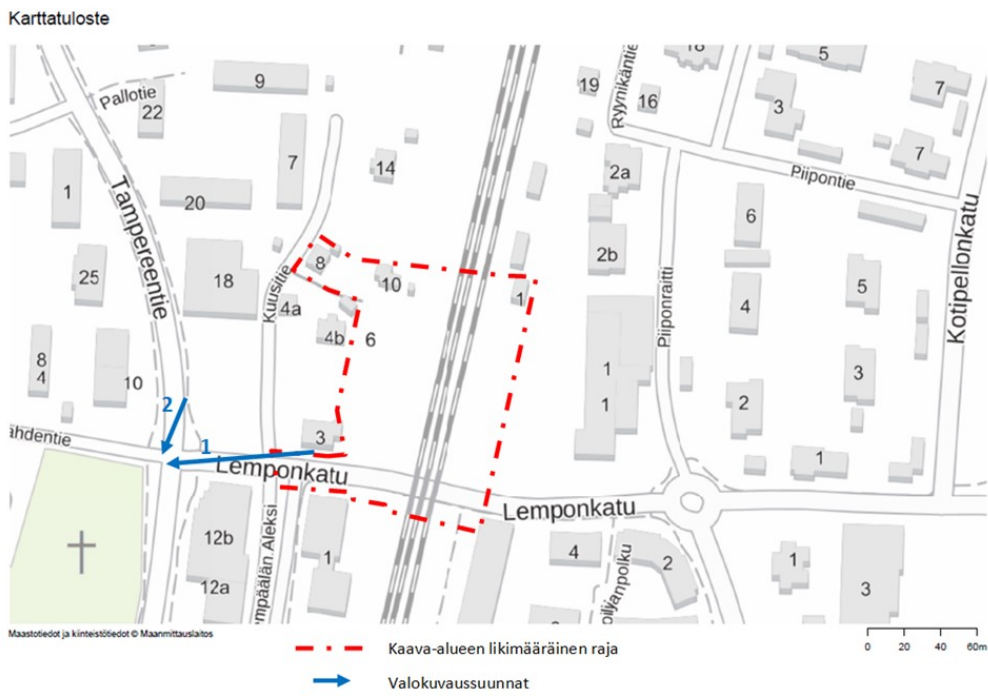 Karttatuloste
9
Pallotie
22
Ryynikäntie
19
16
18
5
3
7
7
7
14
1
20
2a
Piipontie
Tampereentie
25
18
Kuusitie
8
10
1
2b
6
4
5
Kotipellonkatu
Piiponraitti
4a
4b
6
8
4
10
1
1
3
2
2
1
3
ahdentie
1
Lemponkatu
Lemponkatu
1
12b
12a
empäälän Aleksi
1
4
2
1
3
Maastotiedot ja kiinteistötiedot © Maanmittauslaitos
0 20 40 60m
Kaava-alueen likimääräinen raja
Valokuvaussuunnat